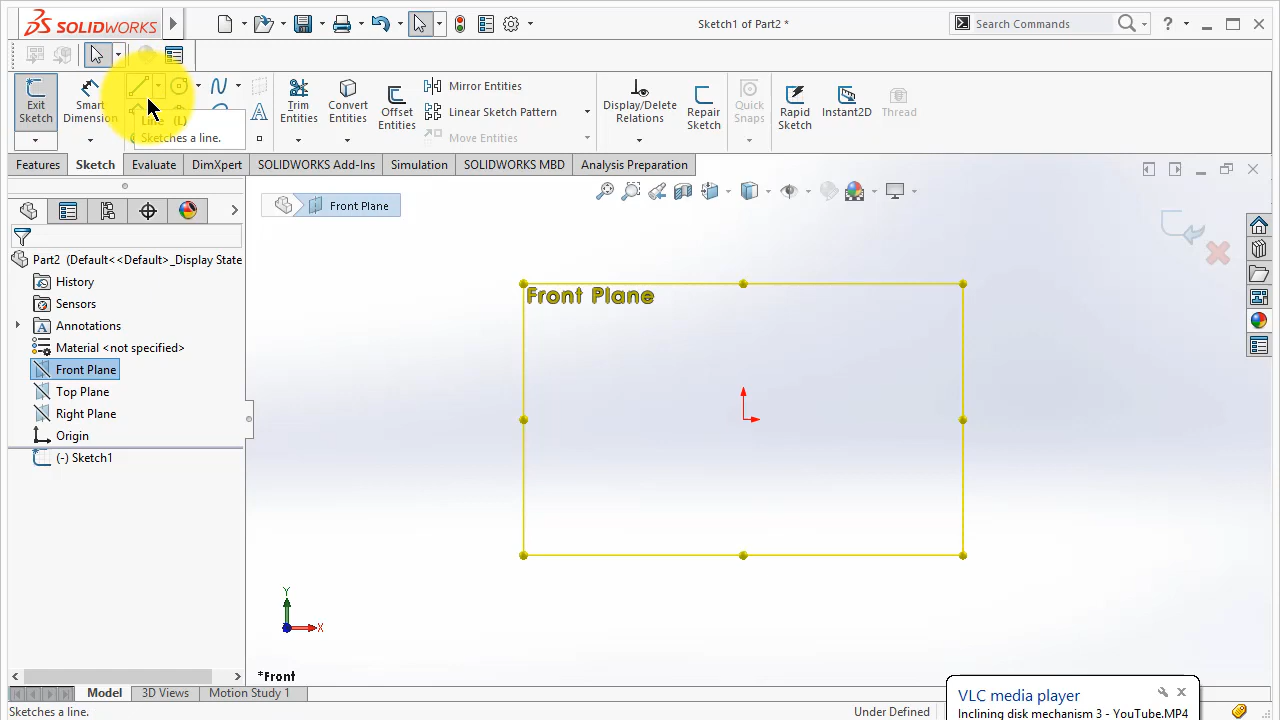 SOLIDWORKS
Sketch1 of Part2 *
Search Commands
?
Exit Sketch
Smart Dimension
Line (L)
Sketches a line.
Trim Entities
Convert Entities
Offset Entities
Mirror Entities
Linear Sketch Pattern
Move Entities
Display/Delete Relations
Repair Sketch
Quick Snaps
Rapid Sketch
Instant2D
Thread
Features
Sketch
Evaluate
DimXpert
SOLIDWORKS Add-Ins
Simulation
SOLIDWORKS MBD
Analysis Preparation
Front Plane
Part2 (Default<<Default>_Display State
History
Sensors
Annotations
Material <not specified>
Front Plane
Top Plane
Right Plane
Origin
(-) Sketch1
Front Plane
Y
X
*Front
Model
3D Views
Motion Study 1
VLC media player
Inclining disk mechanism 3 - YouTube.MP4
Sketches a line.
Under Defined